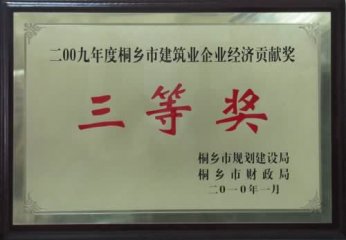 二00九年度桐乡市建筑业企业经济贡献奖
三等奖
桐乡市规划建设局
桐乡市财政局
二〇一〇年一月